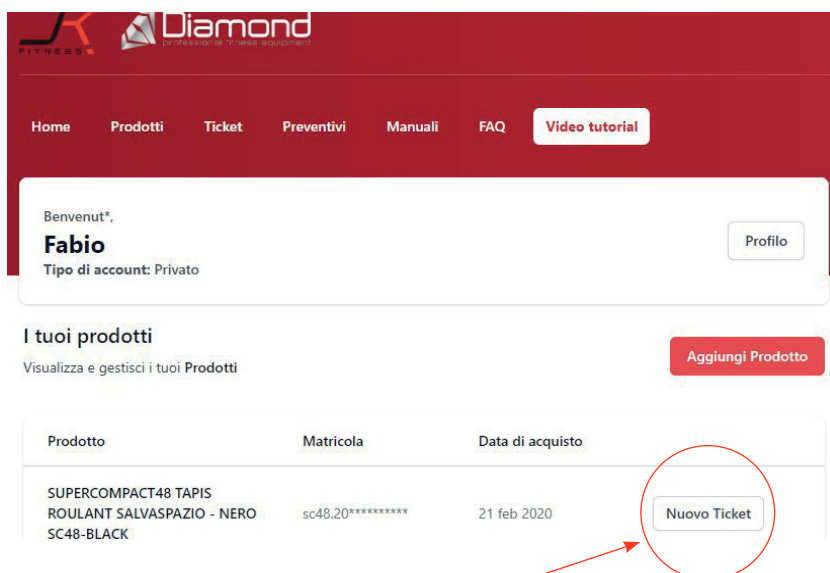 JK
FITNESS
Diamond
professional fitness equipment
Home Prodotti Ticket Preventivi Manuali FAQ Video tutorial
Benvenut*,
Fabio
Tipo di account: Privato
Profilo
I tuoi prodotti
Visualizza e gestisci i tuoi Prodotti
Aggiungi Prodotto
Prodotto Matricola Data di acquisto
SUPERCOMPACT48 TAPIS
ROULANT SALVASPAZIO - NERO
SC48-BLACK
sc48.20**********
21 feb 2020
Nuovo Ticket